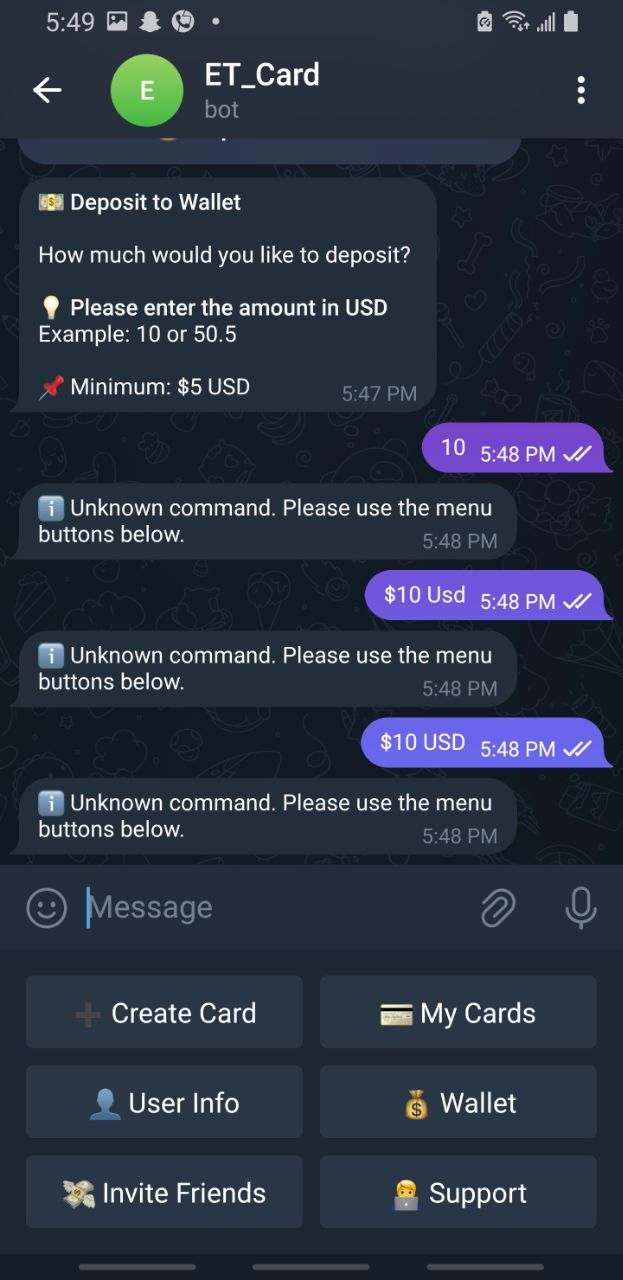 5:49
E
ET_Card
bot
💵 Deposit to Wallet
How much would you like to deposit?
💡 Please enter the amount in USD
Example: 10 or 50.5
📌 Minimum: $5 USD
5:47 PM
10 5:48 PM
ℹ️ Unknown command. Please use the menu
buttons below.
5:48 PM
$10 Usd 5:48 PM
ℹ️ Unknown command. Please use the menu
buttons below.
5:48 PM
$10 USD 5:48 PM
ℹ️ Unknown command. Please use the menu
buttons below.
5:48 PM
Message
➕ Create Card
💳 My Cards
👤 User Info
💰 Wallet
💸 Invite Friends
🧑‍💻 Support